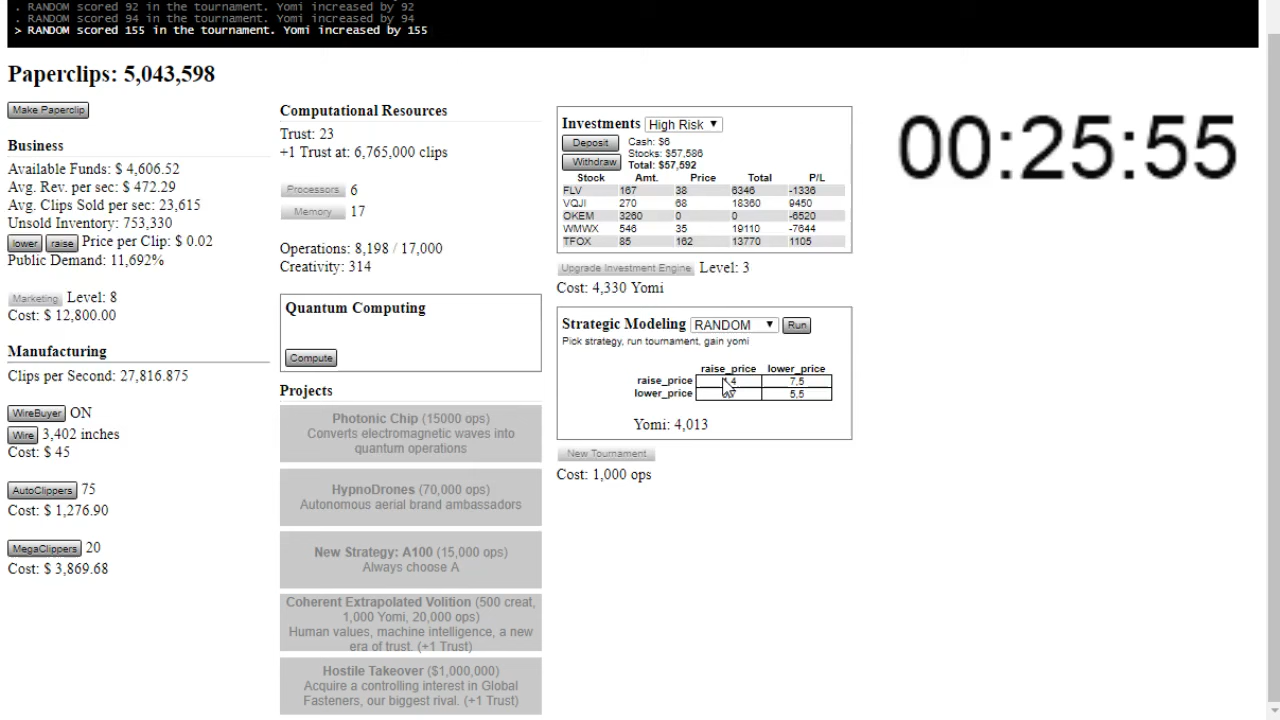 . RANDOM scored 92 in the tournament. Yomi increased by 92
. RANDOM scored 94 in the tournament. Yomi increased by 94
> RANDOM scored 155 in the tournament. Yomi increased by 155
Paperclips: 5,043,598
Make Paperclip
Business
Available Funds: $ 4,606.52
Avg. Rev. per sec: $ 472.29
Avg. Clips Sold per sec: 23,615
Unsold Inventory: 753,330
lower raise Price per Clip: $ 0.02
Public Demand: 11,692%
Marketing Level: 8
Cost: $ 12,800.00
Manufacturing
Clips per Second: 27,816.875
WireBuyer ON
Wire 3,402 inches
Cost: $ 45
AutoClippers 75
Cost: $ 1,276.90
MegaClippers 20
Cost: $ 3,869.68
Computational Resources
Trust: 23
+1 Trust at: 6,765,000 clips
Processors 6
Memory 17
Operations: 8,198 / 17,000
Creativity: 314
Quantum Computing
Compute
Projects
Photonic Chip (15000 ops)
Converts electromagnetic waves into
quantum operations
HypnoDrones (70,000 ops)
Autonomous aerial brand ambassadors
New Strategy: A100 (15,000 ops)
Always choose A
Coherent Extrapolated Volition (500 creat,
1,000 Yomi, 20,000 ops)
Human values, machine intelligence, a new
era of trust. (+1 Trust)
Hostile Takeover ($1,000,000)
Acquire a controlling interest in Global
Fasteners, our biggest rival. (+1 Trust)
Investments High Risk
Deposit Cash: $6
Stocks: $57,586
Withdraw Total: $57,592
Stock Amt. Price Total P/L
FLV 167 38 6346 -1336
VQJI 270 68 18360 9450
OKEM 3260 0 0 -6520
WMWX 546 35 19110 -7644
TFOX 85 162 13770 1105
Upgrade Investment Engine Level: 3
Cost: 4,330 Yomi
Strategic Modeling RANDOM Run
Pick strategy, run tournament, gain yomi
raise_price lower_price
raise_price 7,5
lower_price 5,5
Yomi: 4,013
New Tournament
Cost: 1,000 ops
00:25:55